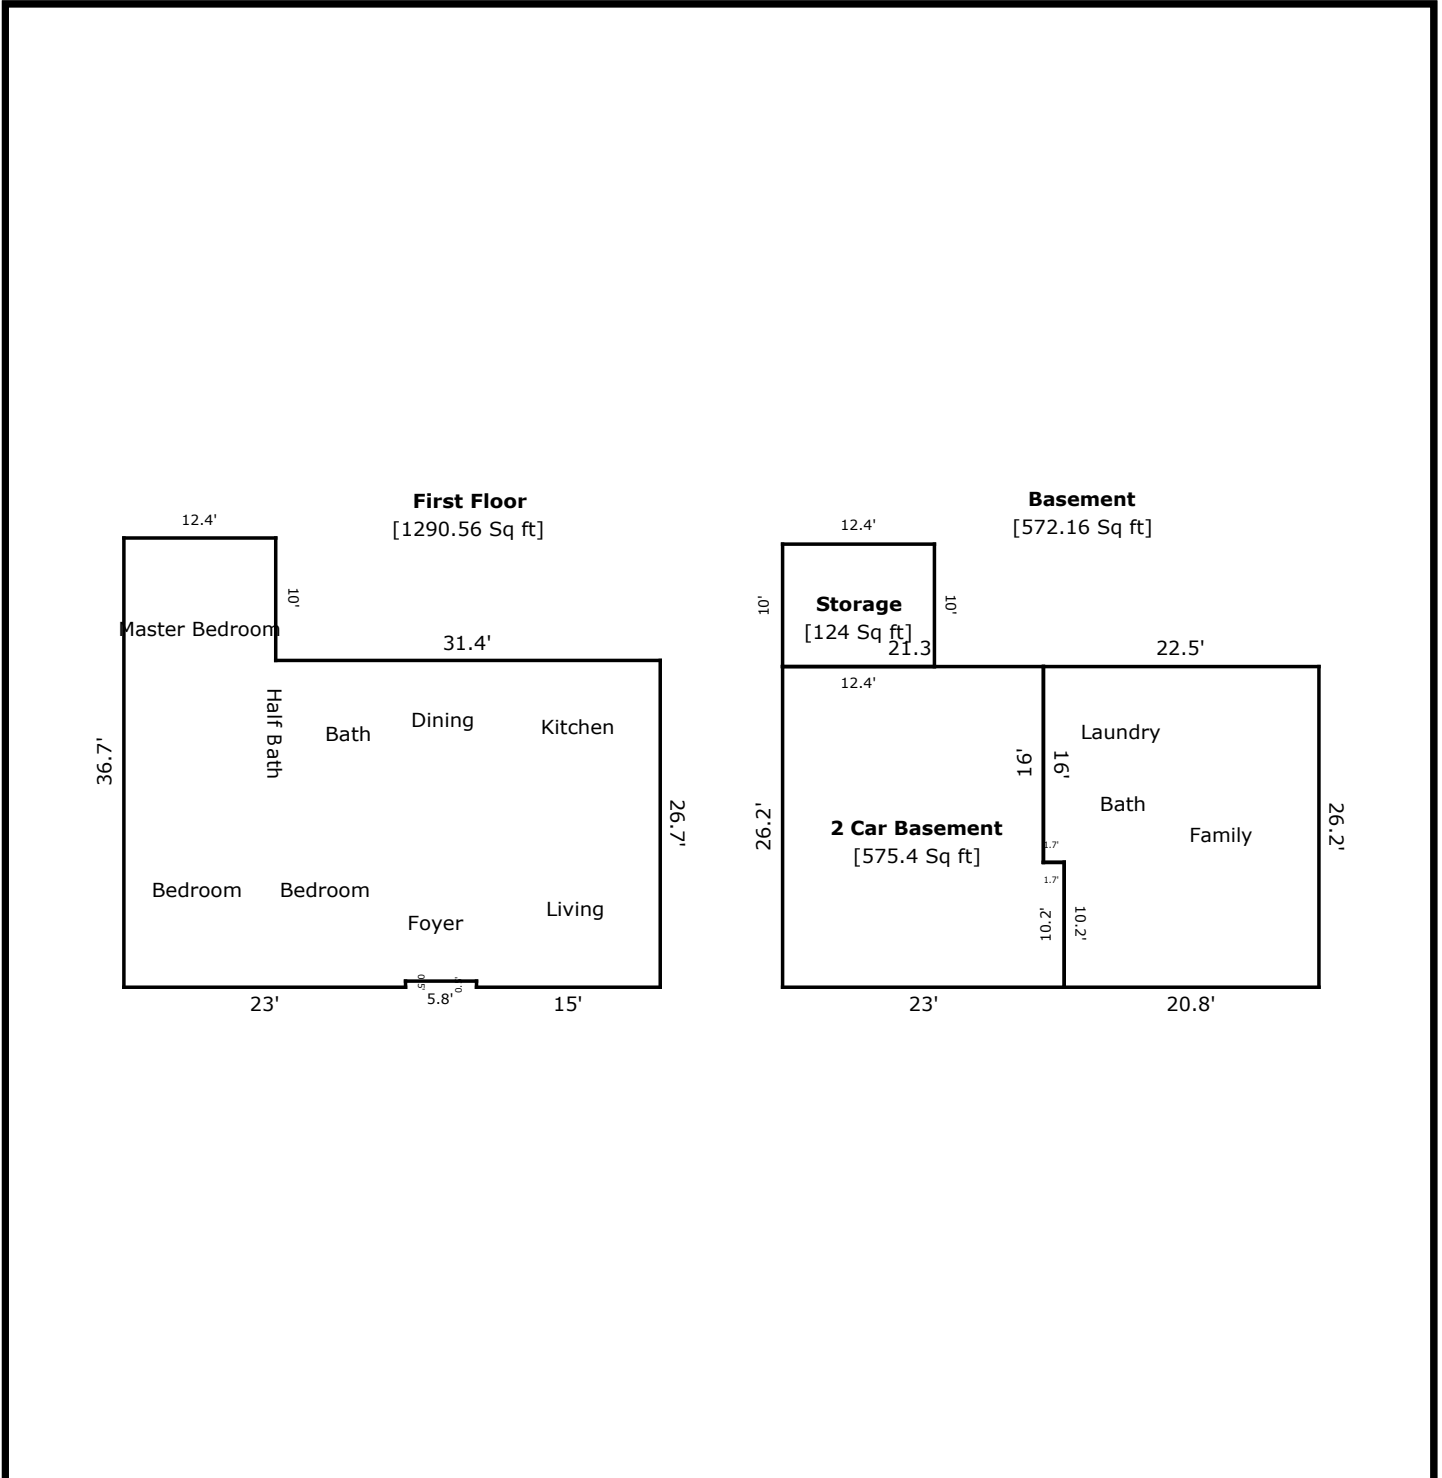 First Floor
[1290.56 Sq ft]
12.4'
10'
Master Bedroom
31.4'
Half Bath
Bath
Dining
Kitchen
36.7'
26.7'
Bedroom
Bedroom
Foyer
Living
0.5'
5.8'
23'
15'
Basement
[572.16 Sq ft]
12.4'
10'
Storage
[124 Sq ft]
10'
21.3
22.5'
12.4'
Laundry
16'
16'
Bath
26.2'
2 Car Basement
[575.4 Sq ft]
Family
26.2'
1.7'
1.7'
10.2'
10.2'
23'
20.8'